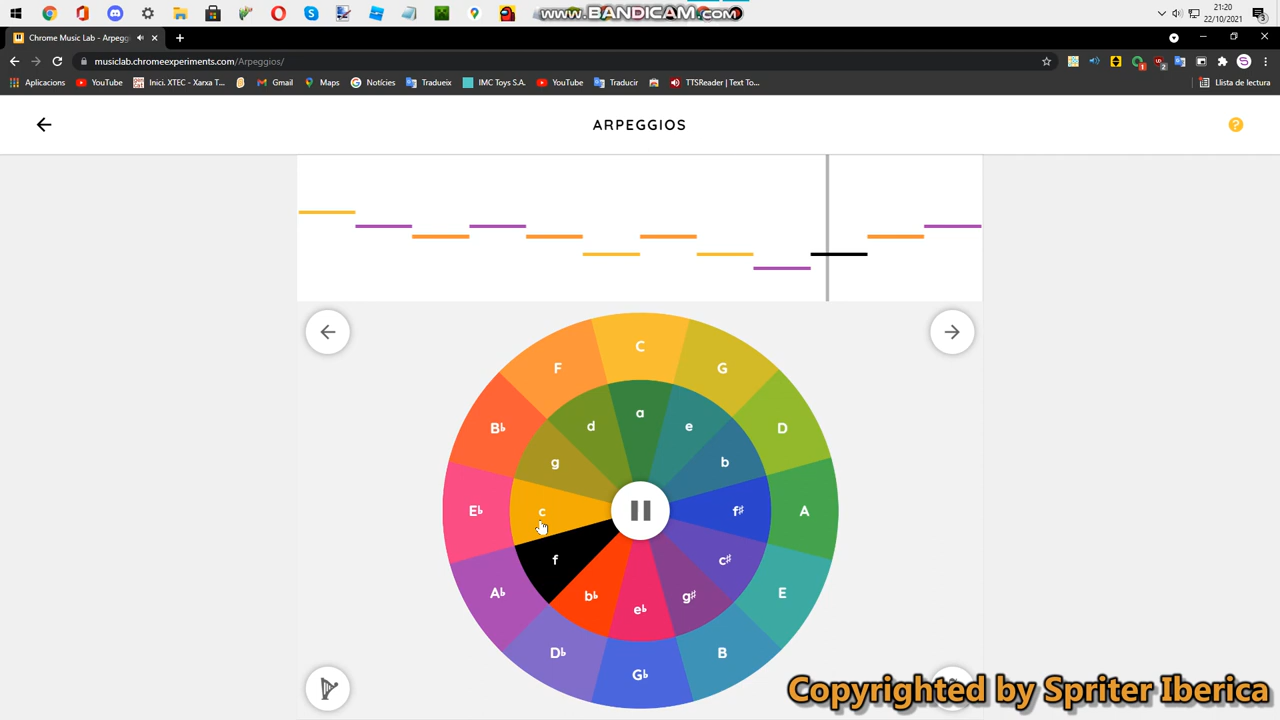 www.BANDICAM.com
21:20
22/10/2021
3
Chrome Music Lab - Arpeggi
musiclab.chromeexperiments.com/Arpeggios/
Aplicacions
YouTube
Inici. XTEC - Xarxa T...
Gmail
Maps
Notícies
Tradueix
IMC Toys S.A.
YouTube
Traducir
TTSReader | Text To...
Llista de lectura
ARPEGGIOS
?
C
F
G
a
d
e
B♭
D
g
b
E♭
c
f♯
A
f
c♯
A♭
b♭
g♯
E
e♭
D♭
B
G♭
Copyrighted by Spriter Iberica